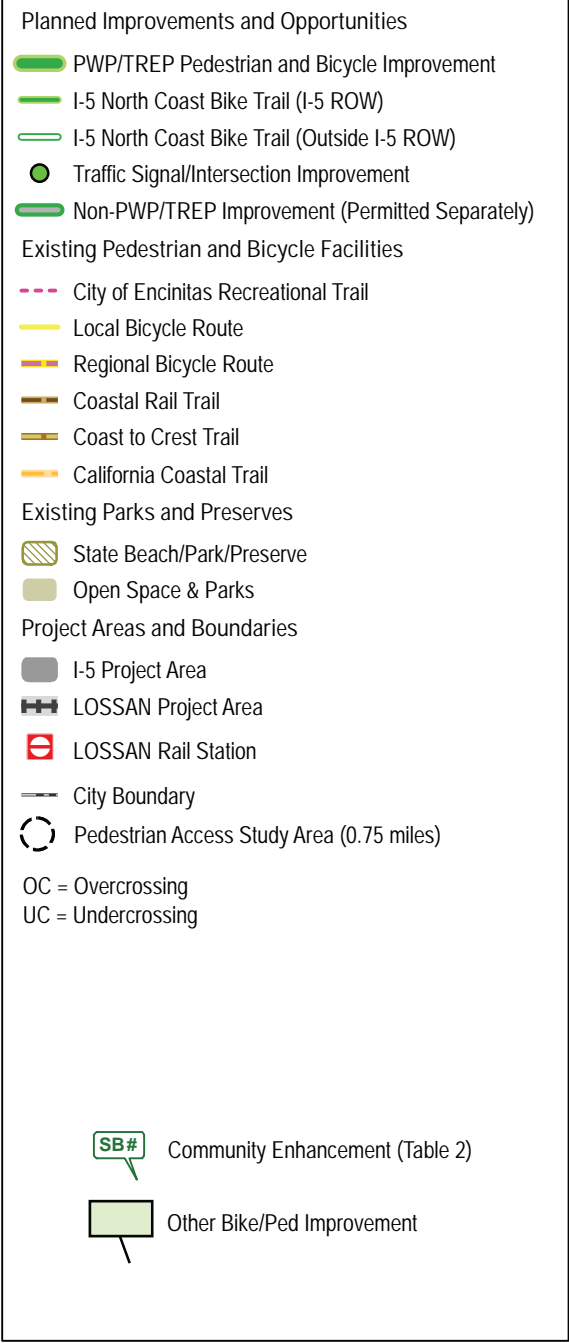 Planned Improvements and Opportunities
PWP/TREP Pedestrian and Bicycle Improvement
I-5 North Coast Bike Trail (I-5 ROW)
I-5 North Coast Bike Trail (Outside I-5 ROW)
Traffic Signal/Intersection Improvement
Non-PWP/TREP Improvement (Permitted Separately)
Existing Pedestrian and Bicycle Facilities
City of Encinitas Recreational Trail
Local Bicycle Route
Regional Bicycle Route
Coastal Rail Trail
Coast to Crest Trail
California Coastal Trail
Existing Parks and Preserves
State Beach/Park/Preserve
Open Space & Parks
Project Areas and Boundaries
I-5 Project Area
LOSSAN Project Area
LOSSAN Rail Station
City Boundary
Pedestrian Access Study Area (0.75 miles)
OC = Overcrossing
UC = Undercrossing
SB# Community Enhancement (Table 2)
Other Bike/Ped Improvement